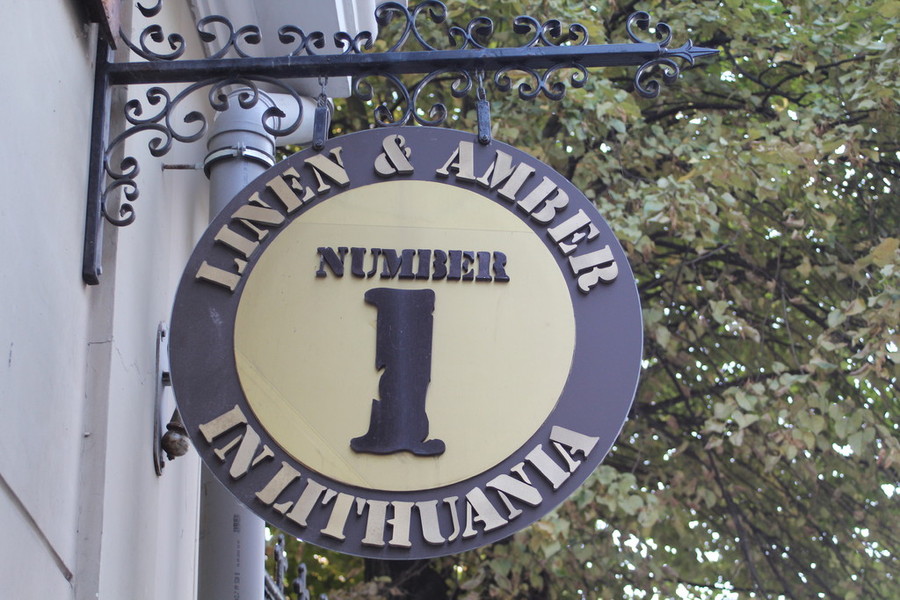 LINEN & AMBER
NUMBER
1
IN LITHUANIA